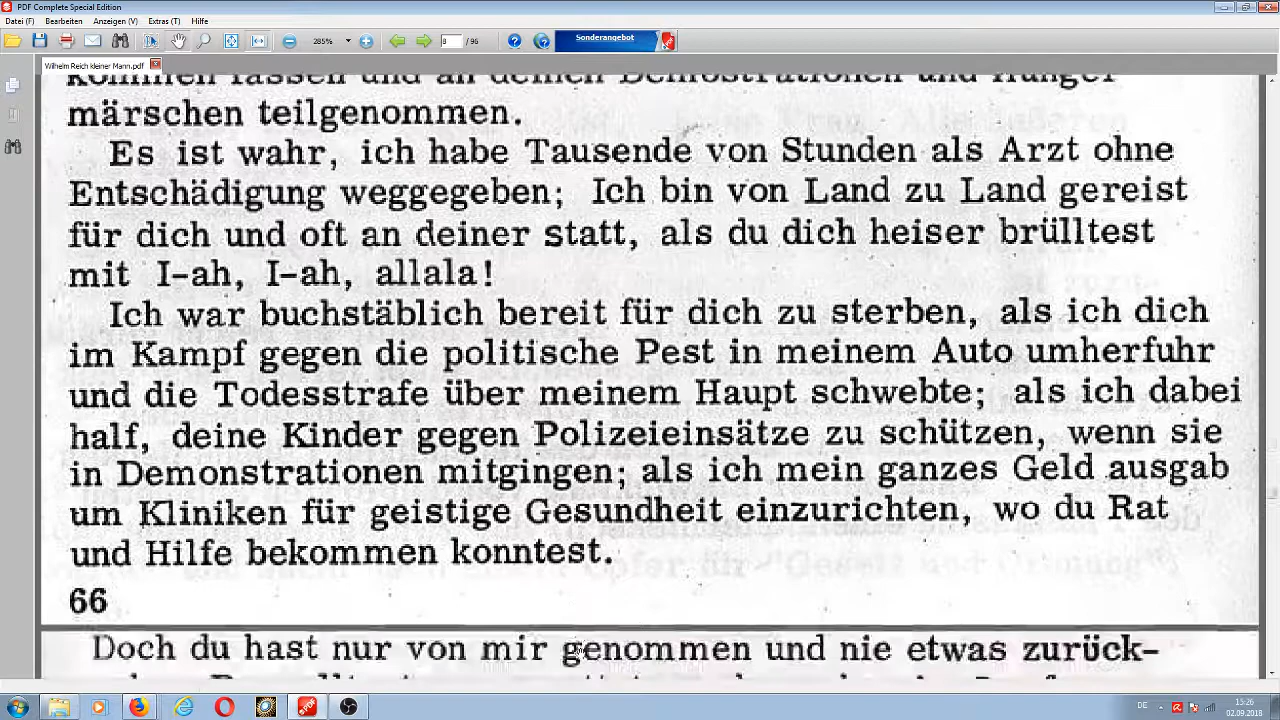 PDF Complete Special Edition
Datei (F) Bearbeiten Anzeigen (V) Extras (T) Hilfe
285% 8 / 96 Sonderangebot
Wilhelm Reich kleiner Mann.pdf
kommen lassen und an deinen Demostrationen und Hunger
märschen teilgenommen.
Es ist wahr, ich habe Tausende von Stunden als Arzt ohne
Entschädigung weggegeben; Ich bin von Land zu Land gereist
für dich und oft an deiner statt, als du dich heiser brülltest
mit I-ah, I-ah, allala!
Ich war buchstäblich bereit für dich zu sterben, als ich dich
im Kampf gegen die politische Pest in meinem Auto umherfuhr
und die Todesstrafe über meinem Haupt schwebte; als ich dabei
half, deine Kinder gegen Polizeieinsätze zu schützen, wenn sie
in Demonstrationen mitgingen; als ich mein ganzes Geld ausgab
um Kliniken für geistige Gesundheit einzurichten, wo du Rat
und Hilfe bekommen konntest.
66
Doch du hast nur von mir genommen und nie etwas zurück-
DE 15:26
02.09.2018